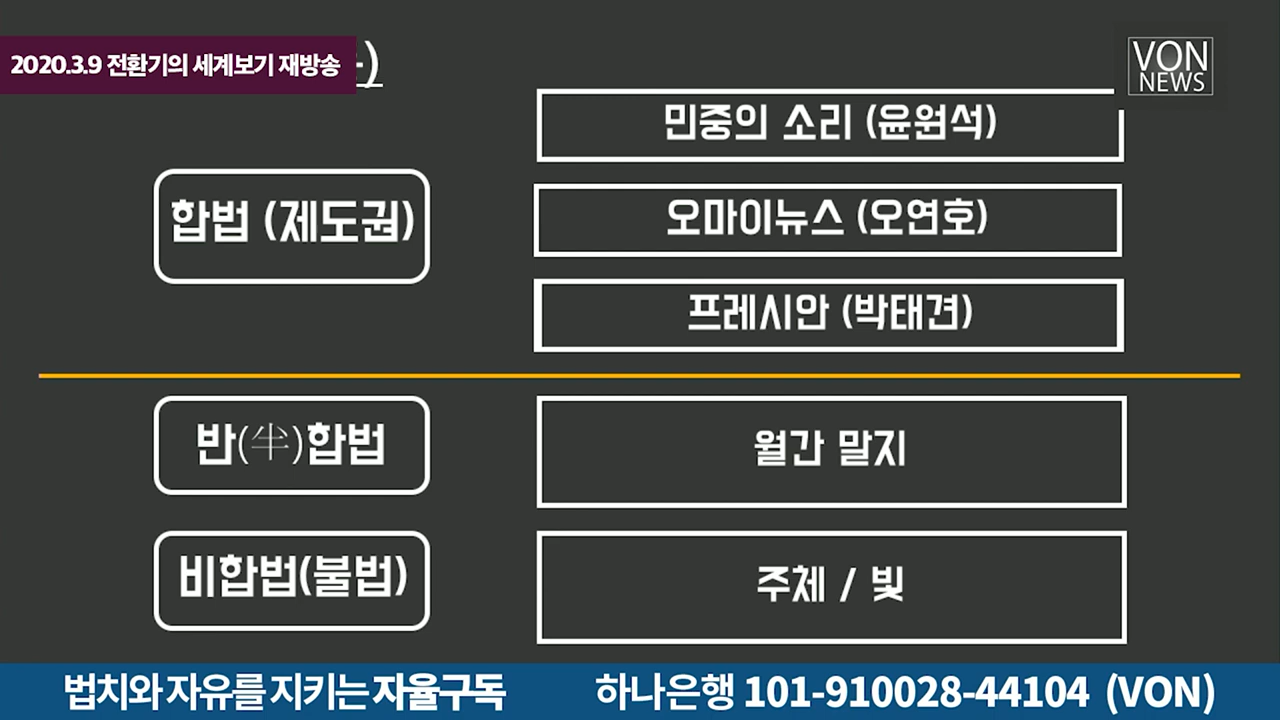 2020.3.9 전환기의 세계보기 재방송
VON
NEWS
민중의 소리 (윤원석)
합법 (제도권)
오마이뉴스 (오연호)
프레시안 (박태견)
반(半)합법
월간 말지
비합법(불법)
주체 / 빛
법치와 자유를 지키는 자율구독
하나은행 101-910028-44104 (VON)